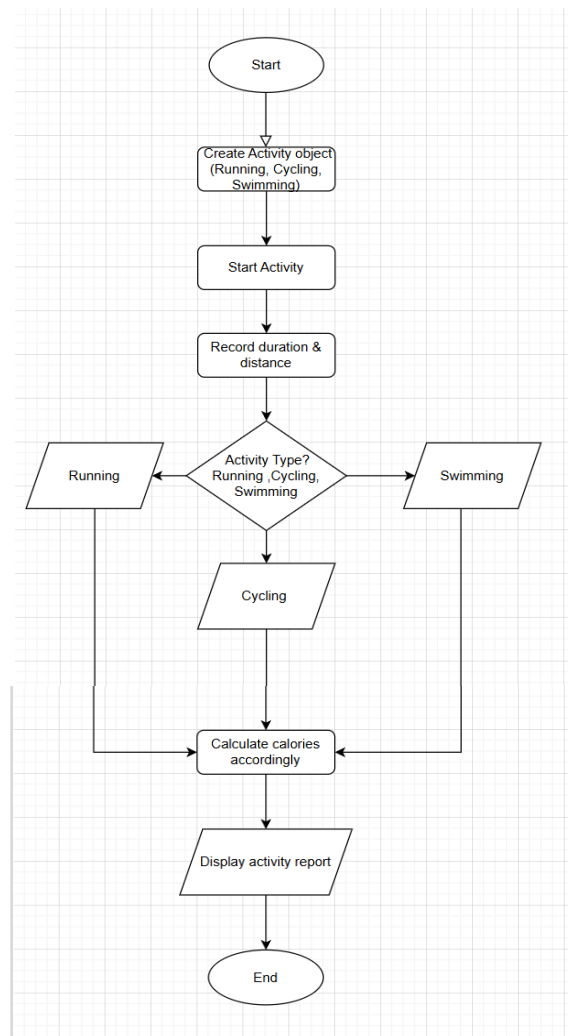 Start
Create Activity object
(Running, Cycling,
Swimming)
Start Activity
Record duration &
distance
Activity Type?
Running ,Cycling,
Swimming
Running
Swimming
Cycling
Calculate calories
accordingly
Display activity report
End